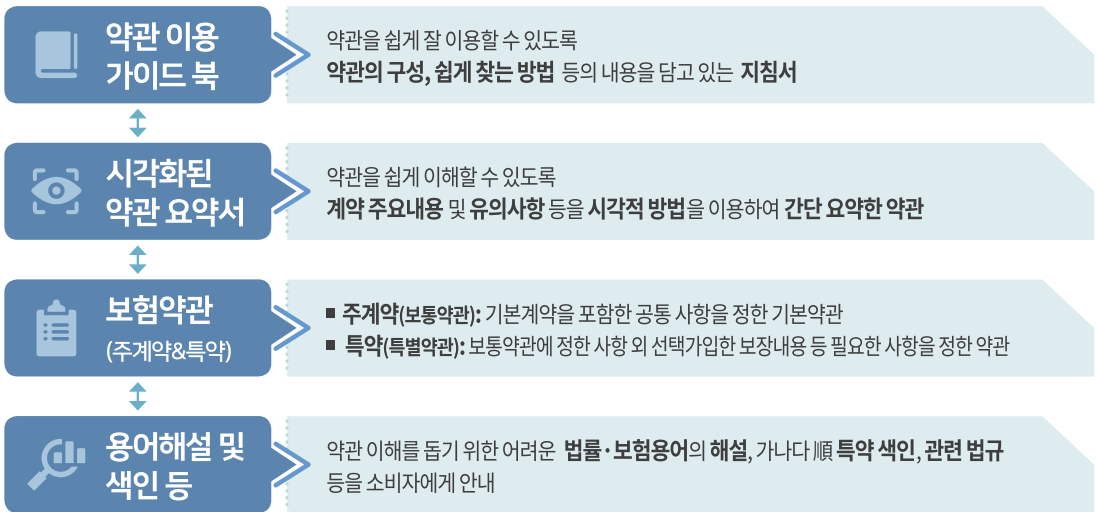 약관 이용
가이드 북
약관을 쉽게 잘 이용할 수 있도록
약관의 구성, 쉽게 찾는 방법 등의 내용을 담고 있는 지침서
시각화된
약관 요약서
약관을 쉽게 이해할 수 있도록
계약 주요내용 및 유의사항 등을 시각적 방법을 이용하여 간단 요약한 약관
보험약관
(주계약&특약)
■ 주계약(보통약관): 기본계약을 포함한 공통 사항을 정한 기본약관
■ 특약(특별약관): 보통약관에 정한 사항 외 선택가입한 보장내용 등 필요한 사항을 정한 약관
용어해설 및
색인 등
약관 이해를 돕기 위한 어려운 법률·보험용어의 해설, 가나다 順 특약 색인, 관련 법규
등을 소비자에게 안내